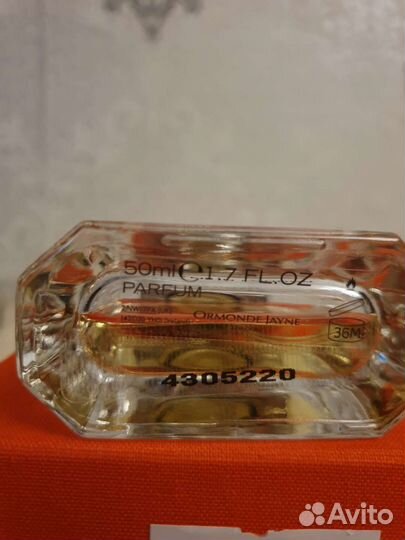 50ml ℮ 1.7 FL.OZ
PARFUM
ORMONDE JAYNE
36M
4305220
Avito